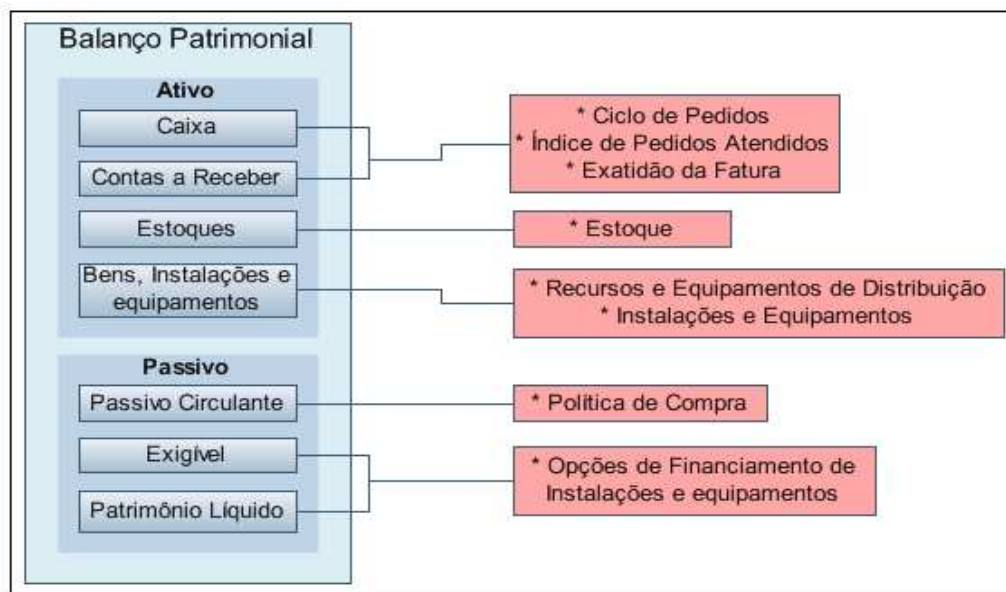 Balanço Patrimonial
Ativo
Caixa
Contas a Receber
Estoques
Bens, Instalações e
equipamentos
Passivo
Passivo Circulante
Exigível
Patrimônio Líquido
* Ciclo de Pedidos
* Índice de Pedidos Atendidos
* Exatidão da Fatura
* Estoque
* Recursos e Equipamentos de Distribuição
* Instalações e Equipamentos
* Política de Compra
* Opções de Financiamento de
Instalações e equipamentos